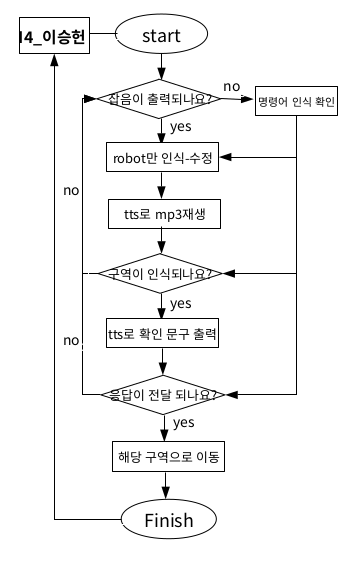 I4_이승헌
start
잡음이 출력되나요?
no
명령어 인식 확인
yes
robot만 인식-수정
no
tts로 mp3재생
구역이 인식되나요?
yes
tts로 확인 문구 출력
no
응답이 전달 되나요?
yes
해당 구역으로 이동
Finish